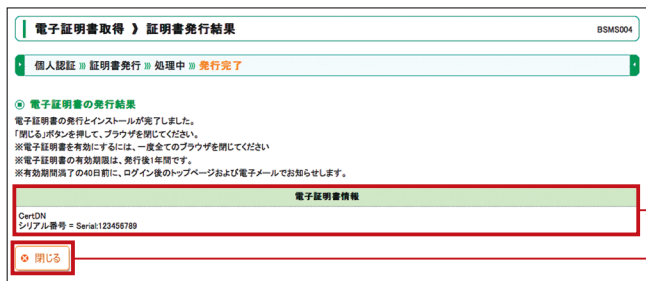 電子証明書取得 》 証明書発行結果
BSMS004
個人認証 》》 証明書発行 》》 処理中 》》 発行完了
電子証明書の発行結果
電子証明書の発行とインストールが完了しました。
「閉じる」ボタンを押して、ブラウザを閉じてください。
※電子証明書を有効にするには、一度全てのブラウザを閉じてください
※電子証明書の有効期限は、発行後1年間です。
※有効期間満了の40日前に、ログイン後のトップページおよび電子メールでお知らせします。
電子証明書情報
CertDN
シリアル番号 = Serial:123456789
閉じる